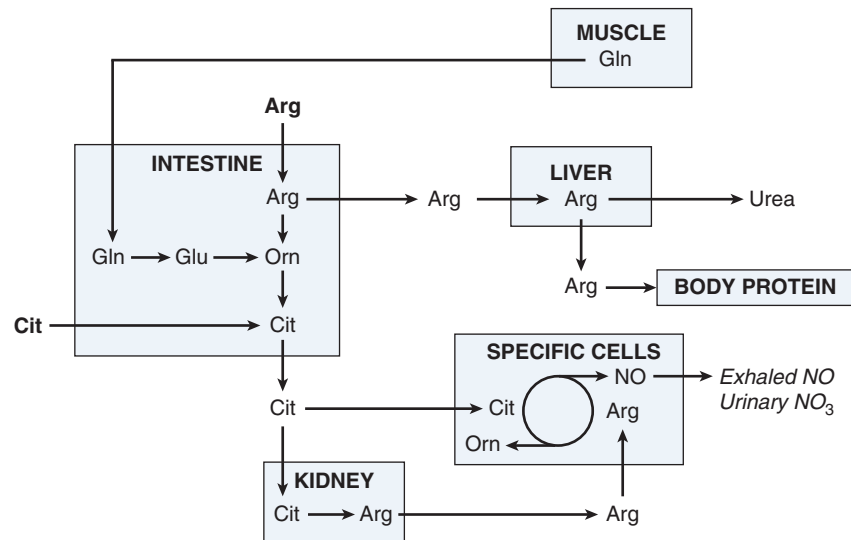 MUSCLE
Gln
Arg
INTESTINE
LIVER
Arg
Arg
Arg
Urea
Gln
Glu
Orn
Arg
BODY PROTEIN
Cit
Cit
SPECIFIC CELLS
NO
Exhaled NO
Urinary NO3
Cit
Cit
Arg
Orn
KIDNEY
Cit
Arg
Arg